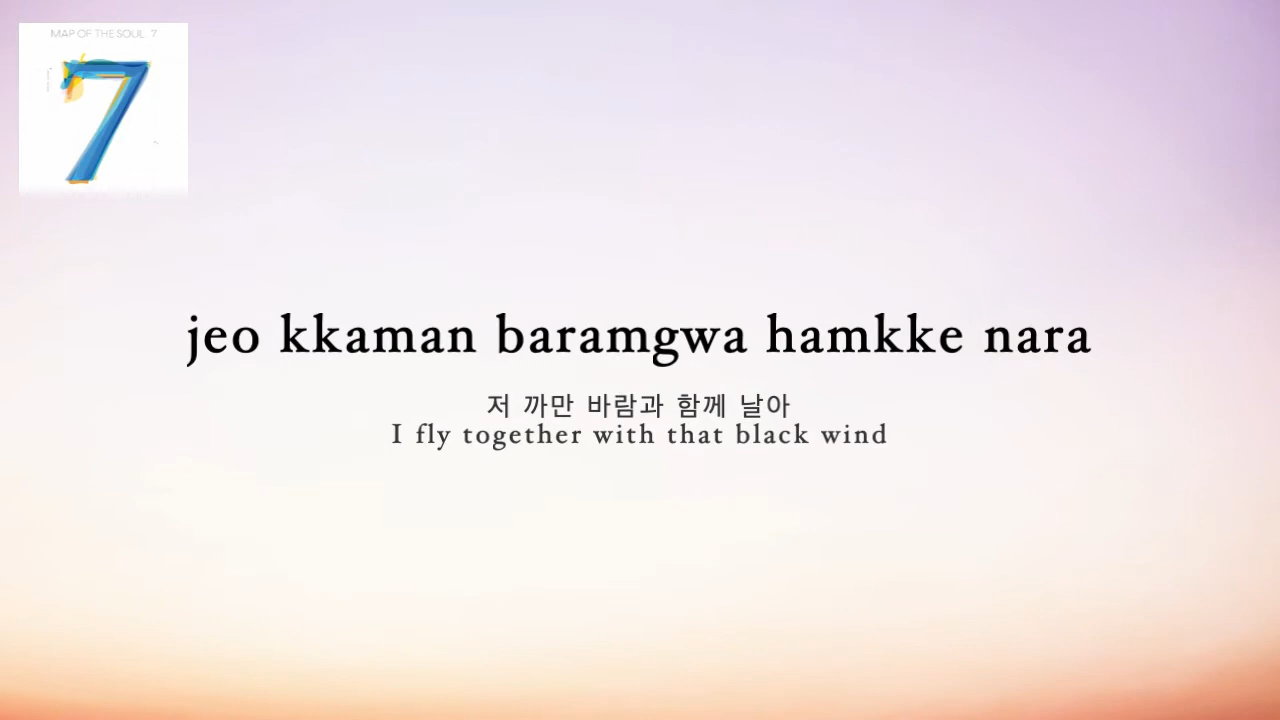 MAP OF THE SOUL : 7
7
jeo kkaman baramgwa hamkke nara
저 까만 바람과 함께 날아
I fly together with that black wind